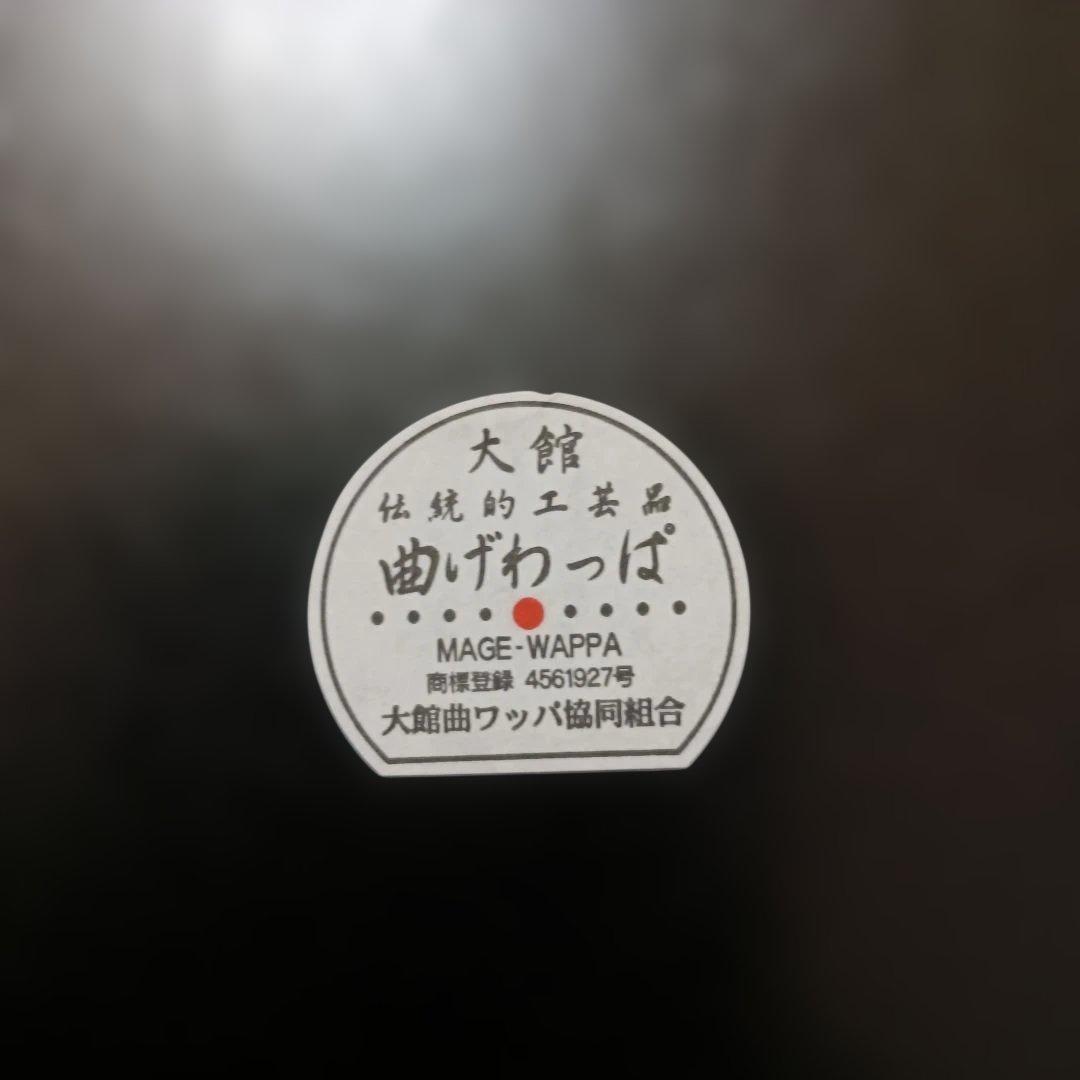 大館
伝統的工芸品
曲げわっぱ
MAGE-WAPPA
商標登録 4561927号
大館曲ワッパ協同組合